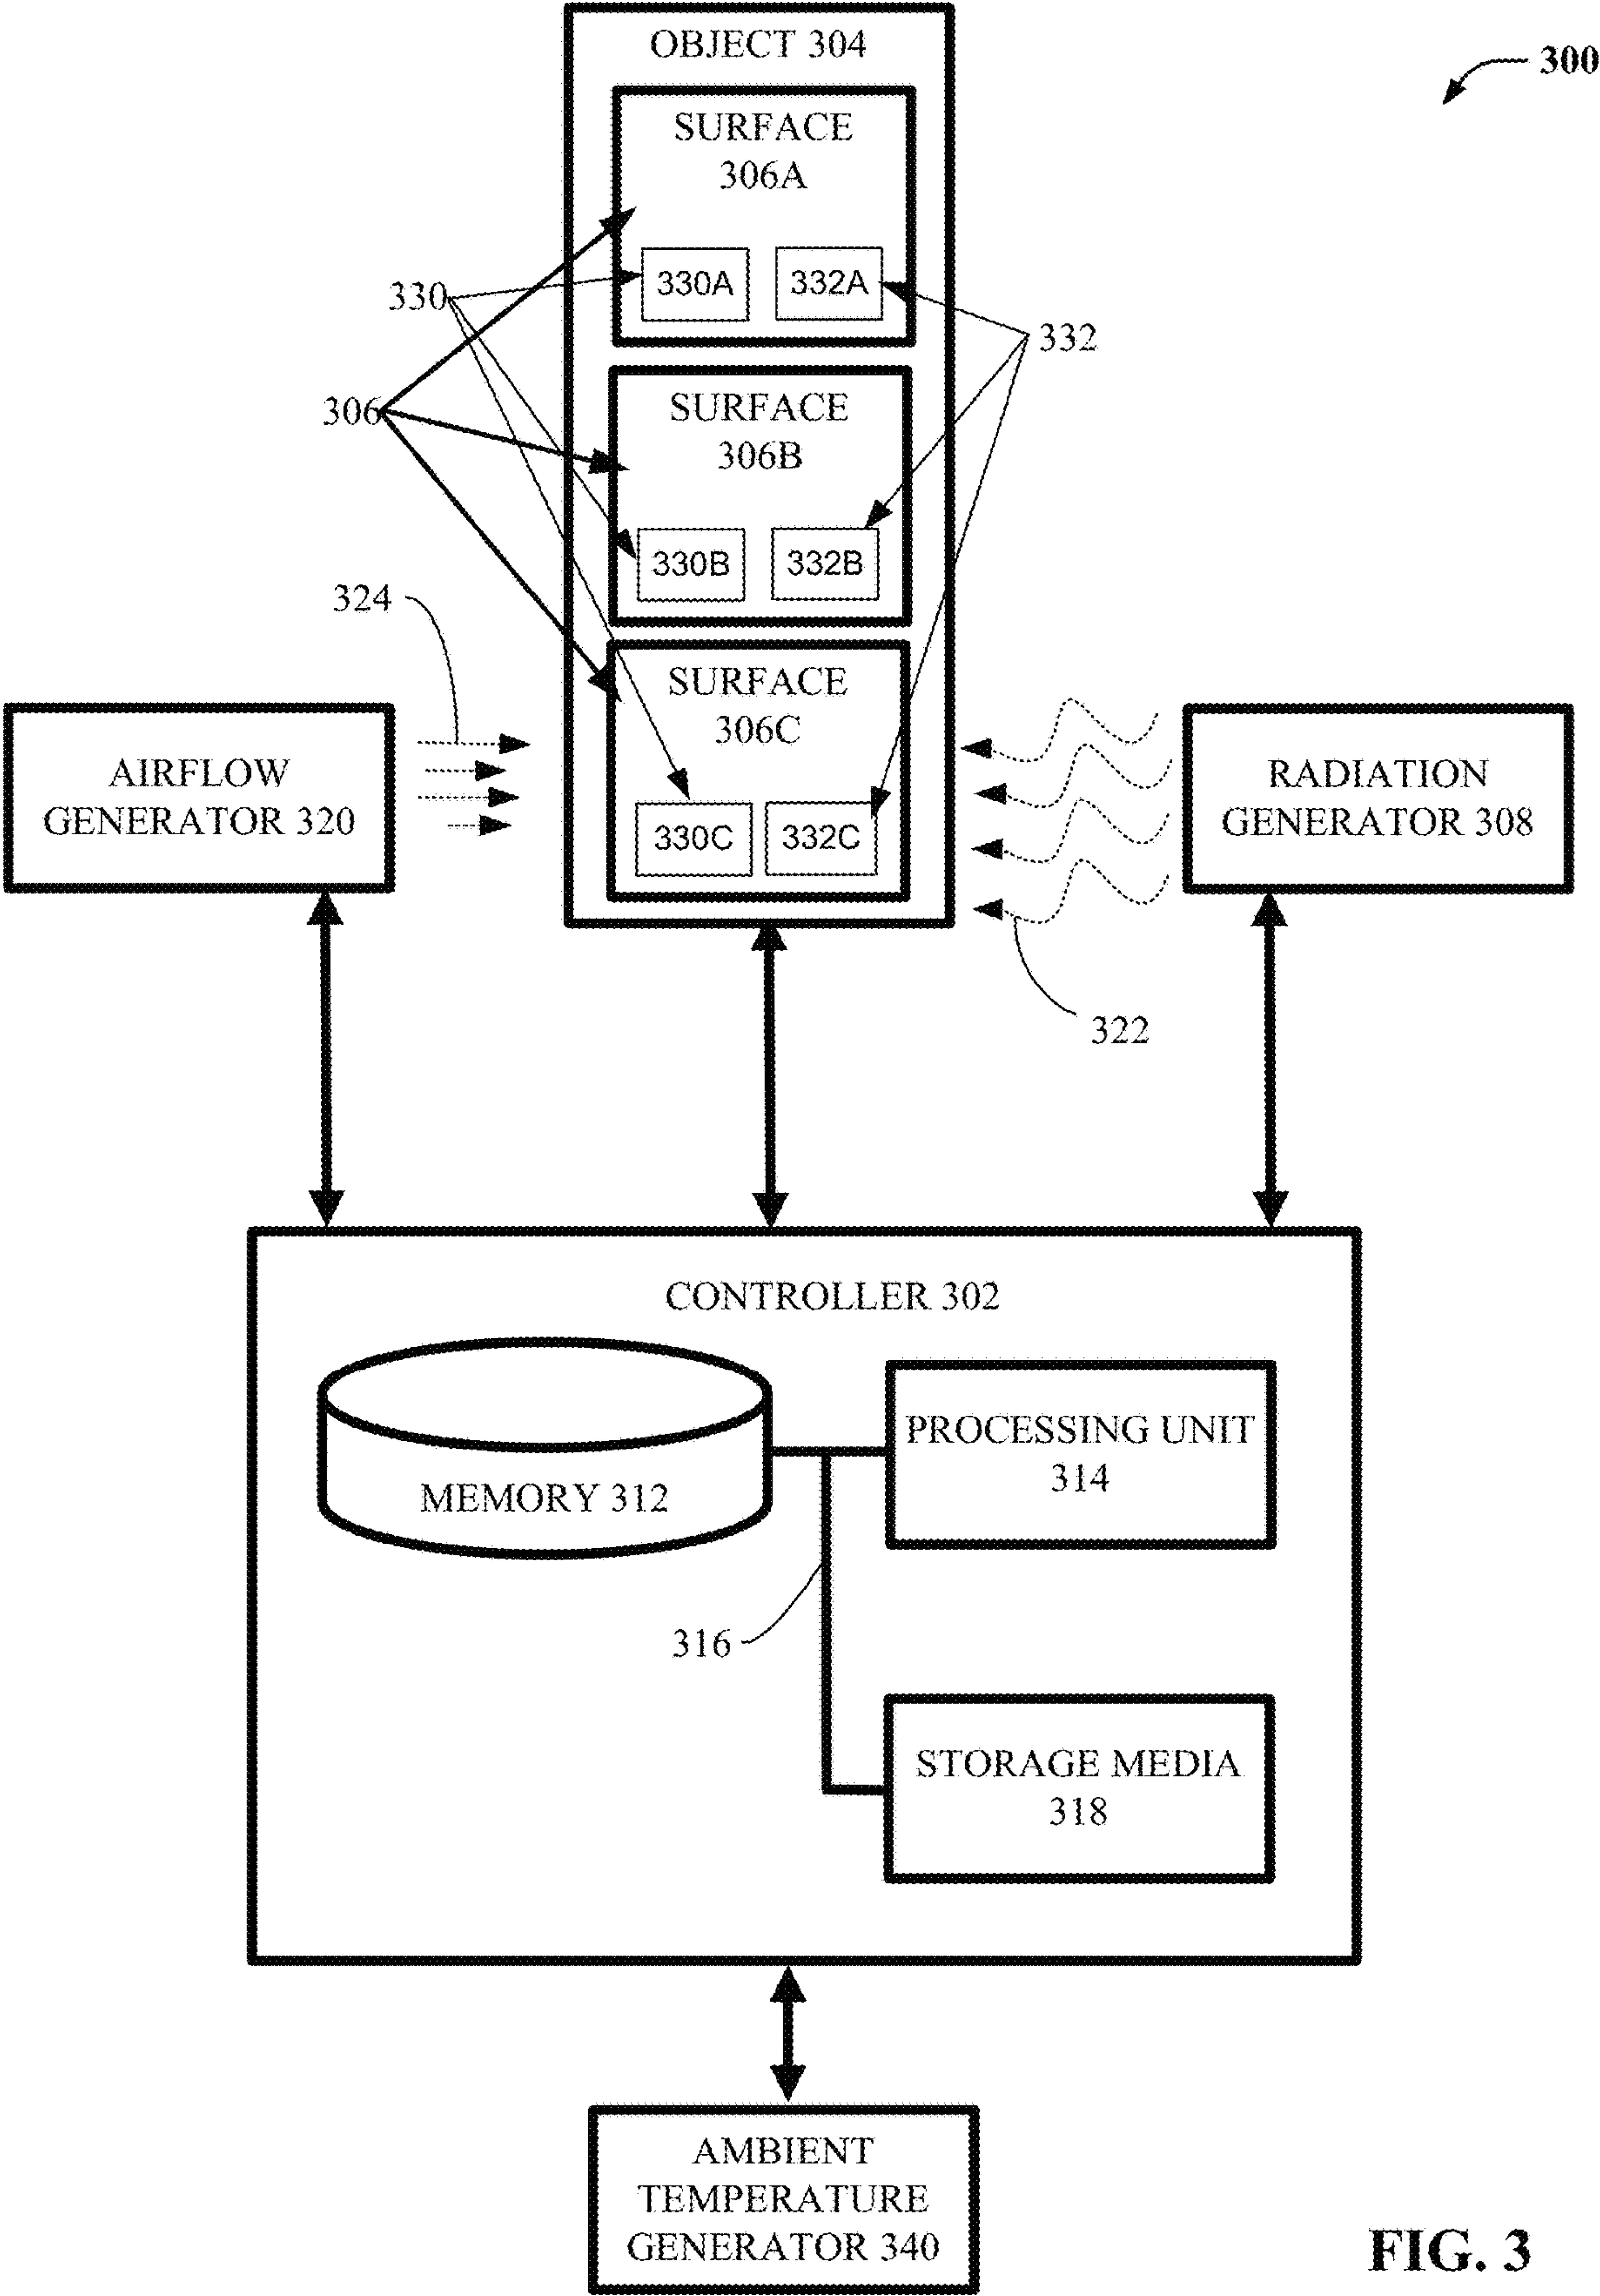 OBJECT 304
300
SURFACE
306A
330A
332A
330
332
306
SURFACE
306B
330B
332B
324
SURFACE
306C
330C
332C
AIRFLOW
GENERATOR 320
RADIATION
GENERATOR 308
322
CONTROLLER 302
MEMORY 312
PROCESSING UNIT
314
316
STORAGE MEDIA
318
AMBIENT
TEMPERATURE
GENERATOR 340
FIG. 3